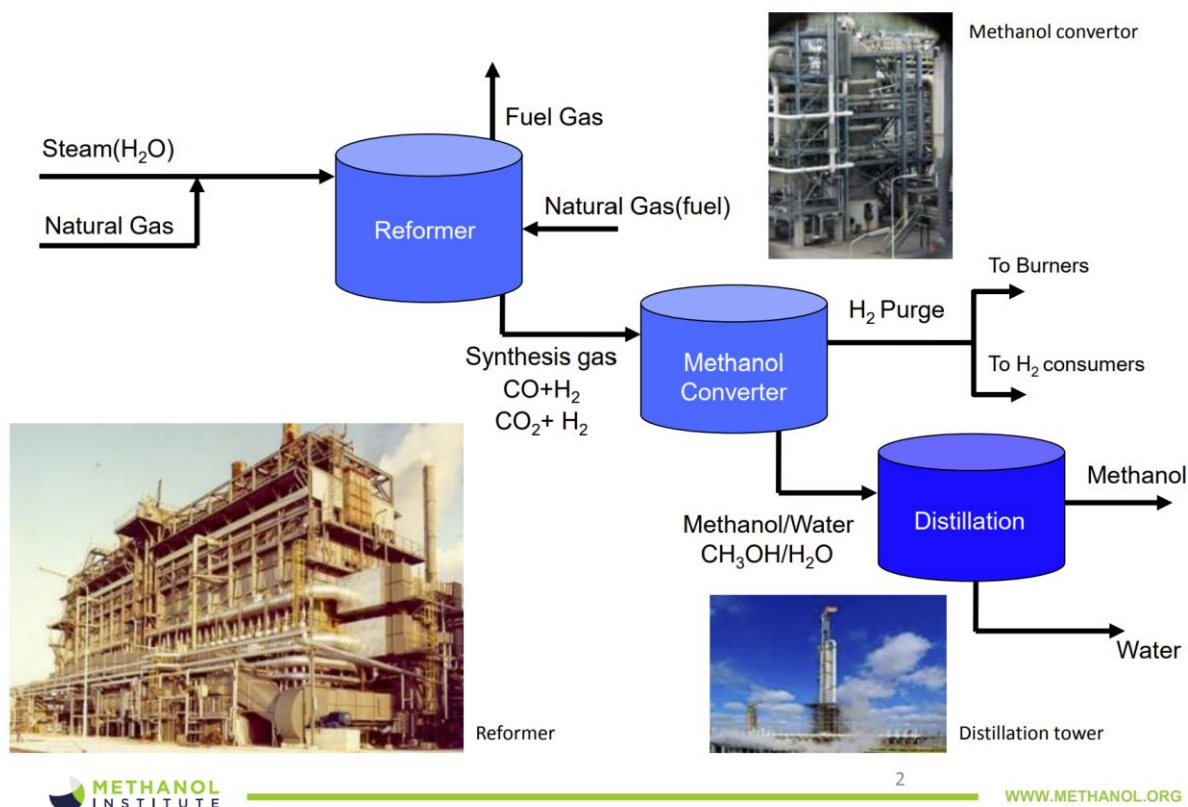 Methanol convertor
Fuel Gas
Steam(H₂O)
Natural Gas
Reformer
Natural Gas(fuel)
To Burners
H₂ Purge
To H₂ consumers
Synthesis gas
CO+H₂
CO₂+ H₂
Methanol
Converter
Methanol
Distillation
Methanol/Water
CH₃OH/H₂O
Water
Reformer
Distillation tower
2
METHANOL
INSTITUTE
WWW.METHANOL.ORG